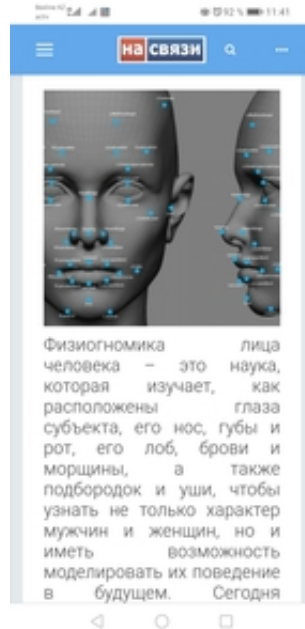 11:41
на связи
Физиогномика лица
человека – это наука,
которая изучает, как
расположены глаза
субъекта, его нос, губы и
рот, его лоб, брови и
морщины, а также
подбородок и уши, чтобы
узнать не только характер
мужчин и женщин, но и
иметь возможность
моделировать их поведение
в будущем. Сегодня